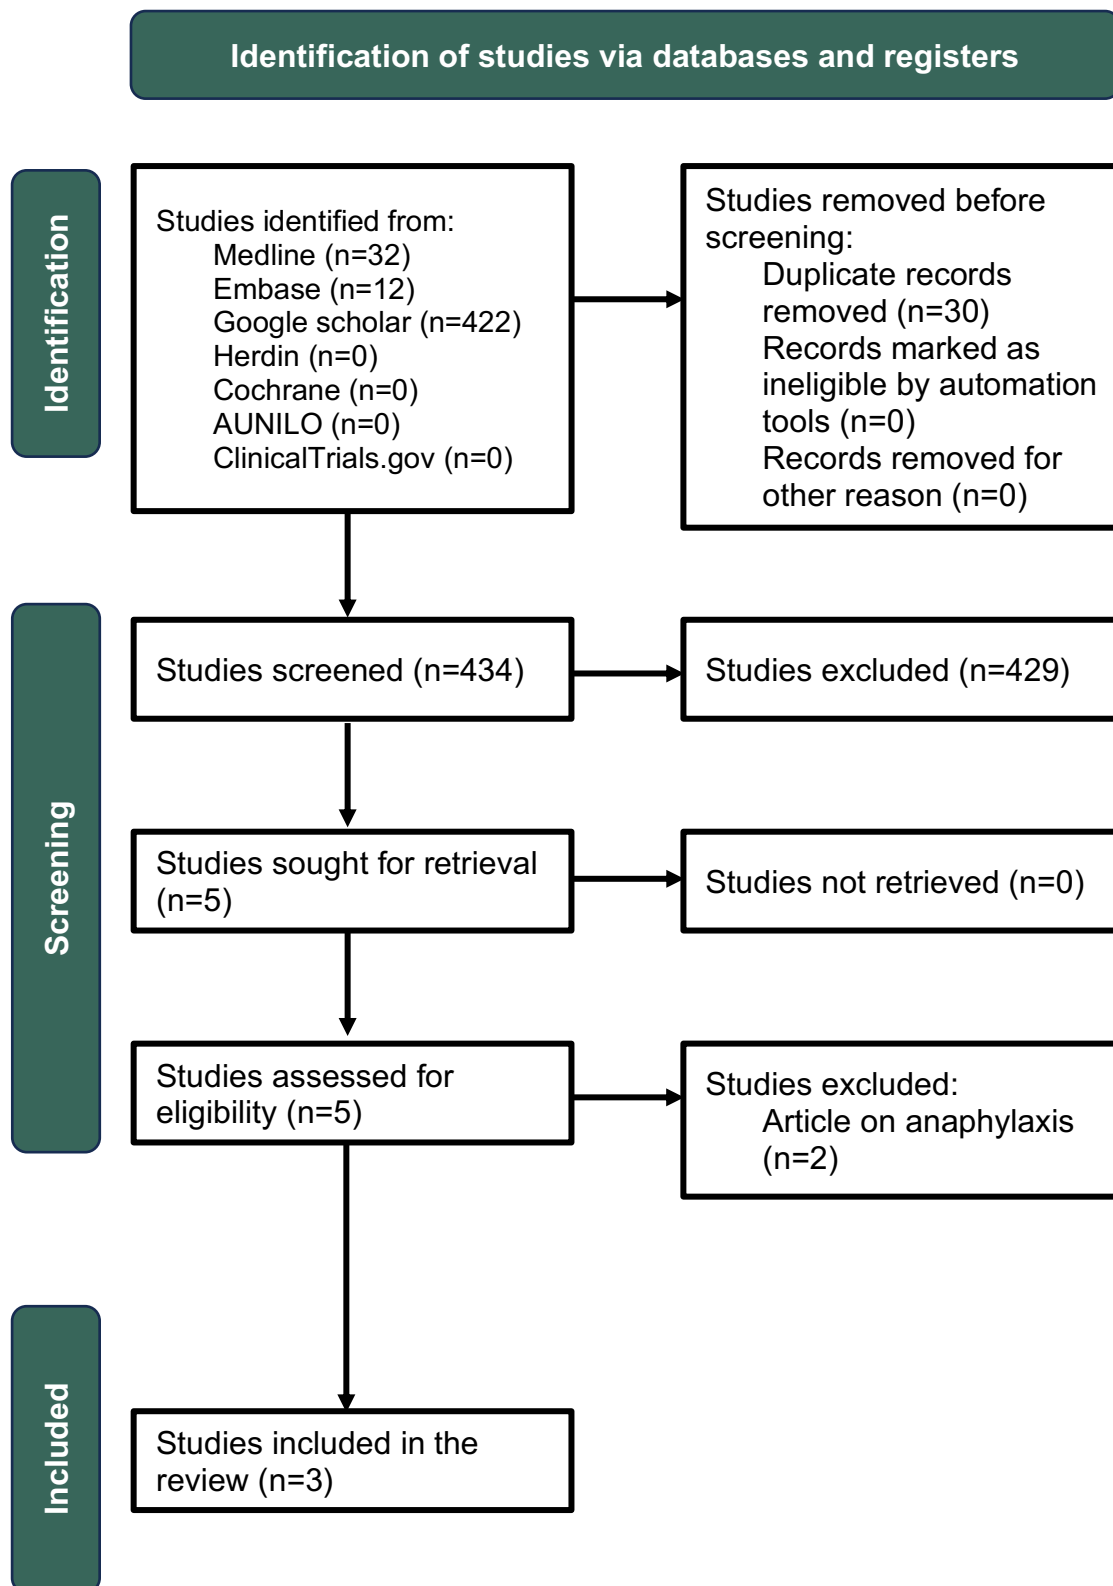 Identification of studies via databases and registers
Identification
Studies identified from:
Medline (n=32)
Embase (n=12)
Google scholar (n=422)
Herdin (n=0)
Cochrane (n=0)
AUNILO (n=0)
ClinicalTrials.gov (n=0)
Studies removed before
screening:
Duplicate records
removed (n=30)
Records marked as
ineligible by automation
tools (n=0)
Records removed for
other reason (n=0)
Screening
Studies screened (n=434)
Studies excluded (n=429)
Studies sought for retrieval
(n=5)
Studies not retrieved (n=0)
Studies assessed for
eligibility (n=5)
Studies excluded:
Article on anaphylaxis
(n=2)
Included
Studies included in the
review (n=3)